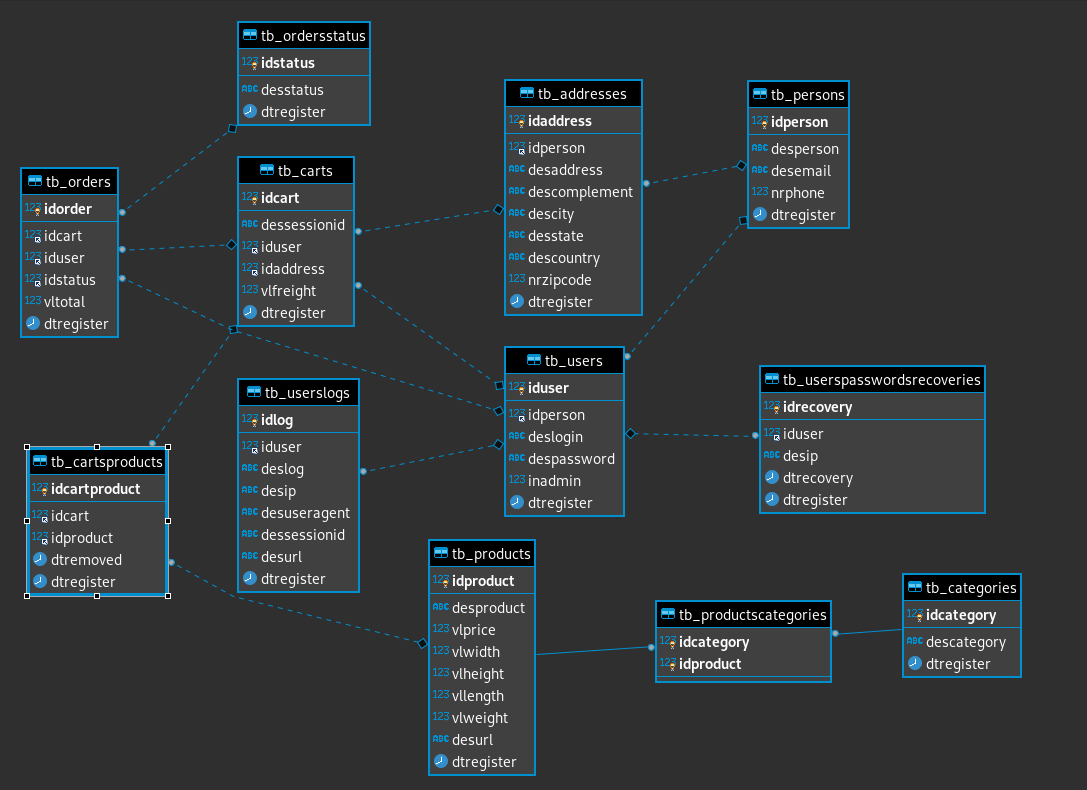 tb_ordersstatus
123 idstatus
ABC desstatus
dtregister
tb_orders
123 idorder
123 idcart
123 iduser
123 idstatus
123 vltotal
dtregister
tb_carts
123 idcart
ABC dessessionid
123 iduser
123 idaddress
123 vlfreight
dtregister
tb_addresses
123 idaddress
123 idperson
ABC desaddress
ABC descomplement
ABC descity
ABC desstate
ABC descountry
123 nrzipcode
dtregister
tb_persons
123 idperson
ABC desperson
ABC desemail
123 nrphone
dtregister
tb_cartsproducts
123 idcartproduct
123 idcart
123 idproduct
dtremoved
dtregister
tb_userslogs
123 idlog
123 iduser
ABC deslog
ABC desip
ABC desuseragent
ABC dessessionid
ABC desurl
dtregister
tb_users
123 iduser
123 idperson
ABC deslogin
ABC despassword
123 inadmin
dtregister
tb_userspasswordsrecoveries
123 idrecovery
123 iduser
ABC desip
dtrecovery
dtregister
tb_products
123 idproduct
ABC desproduct
123 vlprice
123 vlwidth
123 vlheight
123 vllength
123 vlweight
ABC desurl
dtregister
tb_productscategories
123 idcategory
123 idproduct
tb_categories
123 idcategory
ABC descategory
dtregister